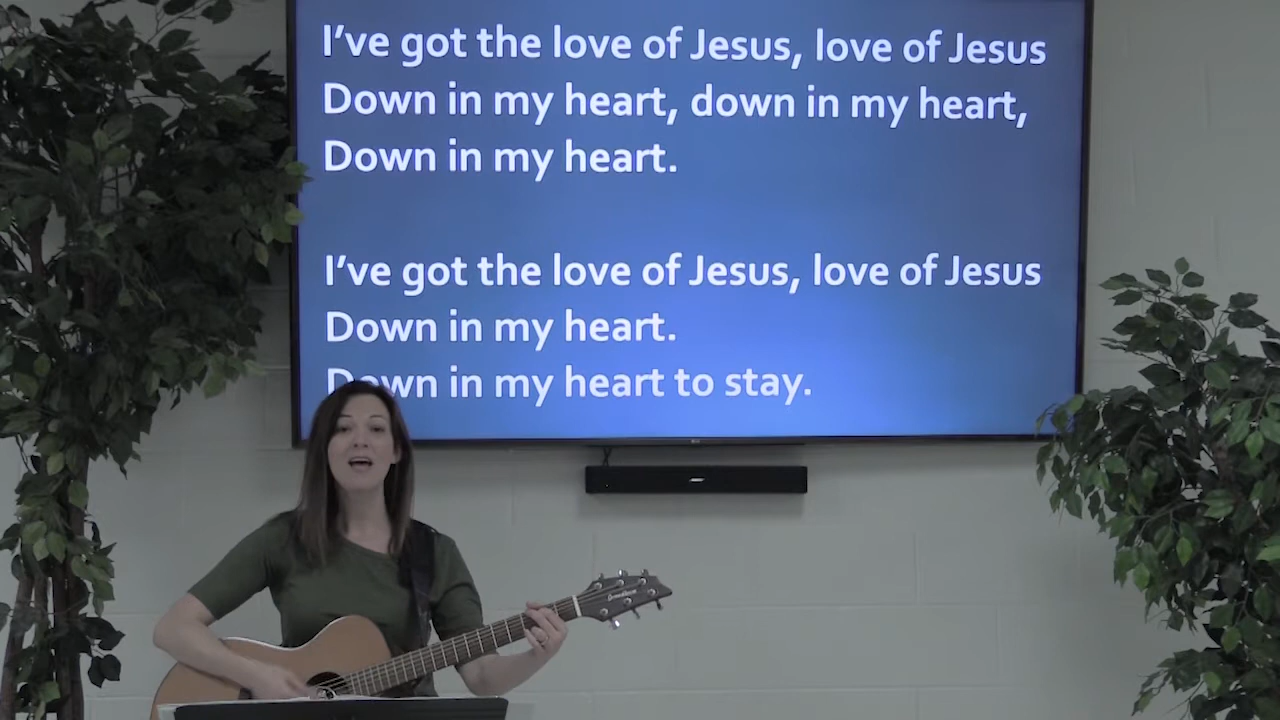 I've got the love of Jesus, love of Jesus
Down in my heart, down in my heart,
Down in my heart.
I've got the love of Jesus, love of Jesus
Down in my heart.
Down in my heart to stay.